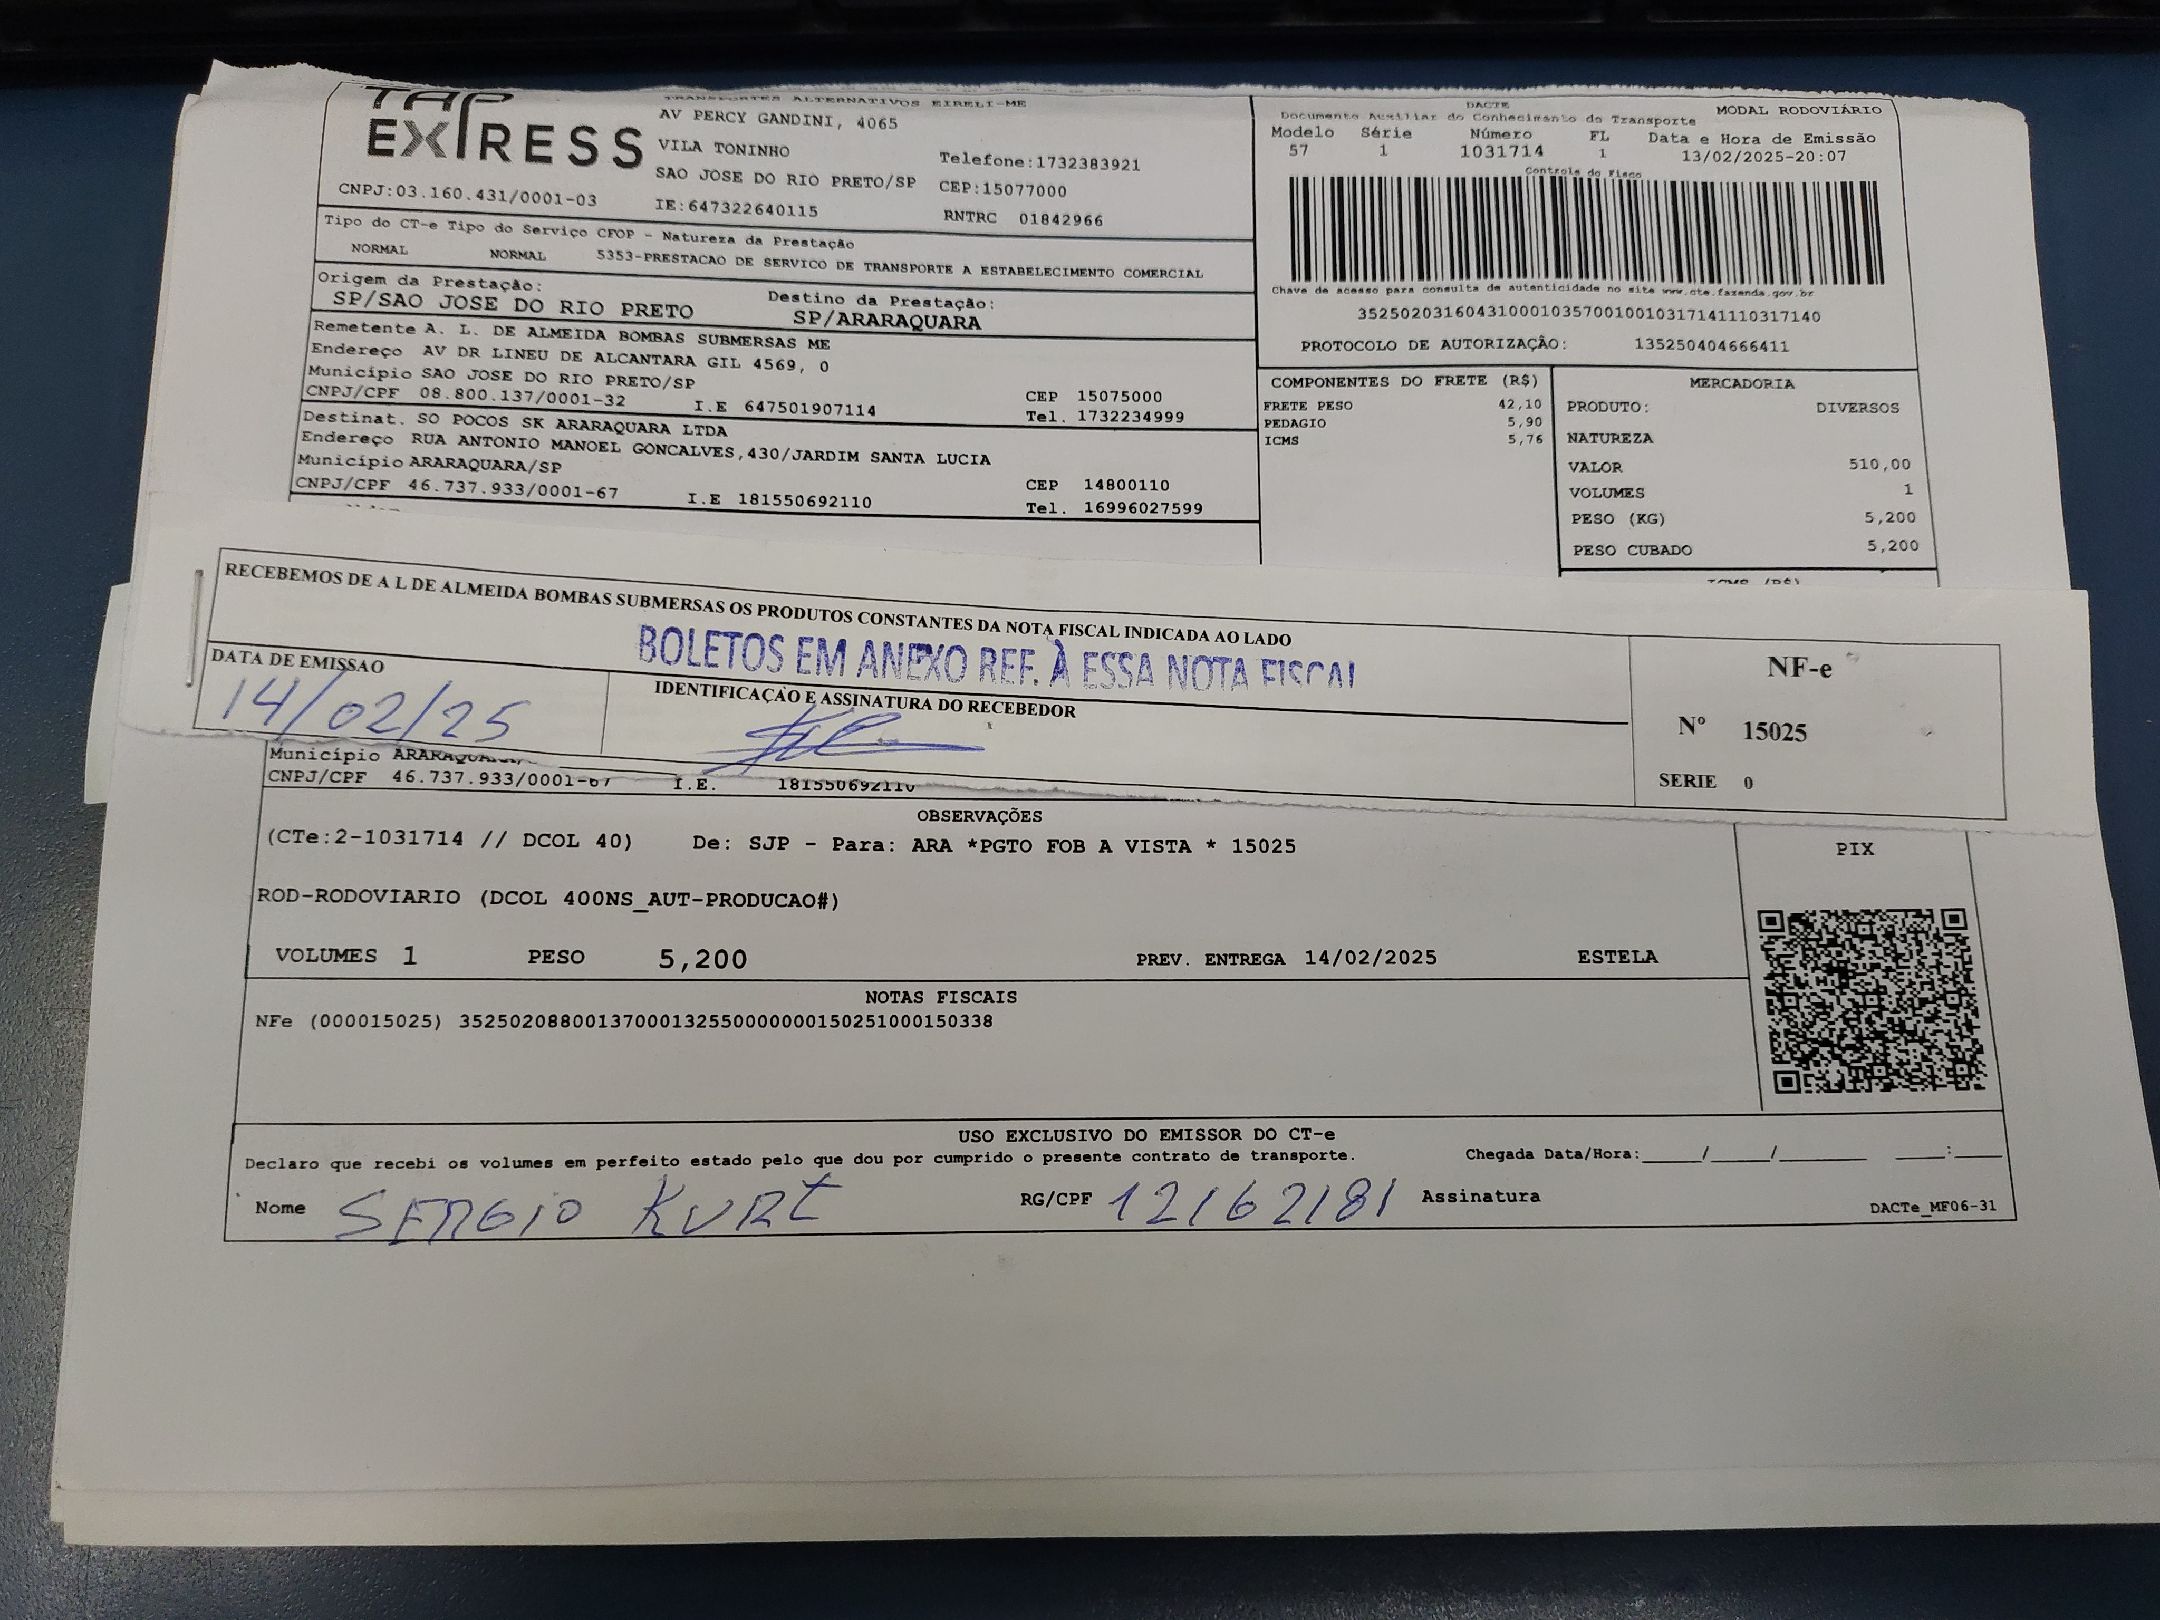 TAP
EXPRESS
TRANSPORTES ALTERNATIVOS EIRELI-ME
AV PERCY GANDINI, 4065
VILA TONINHO
Telefone:1732383921
SAO JOSE DO RIO PRETO/SP CEP:15077000
CNPJ:03.160.431/0001-03 IE:647322640115 RNTRC 01842966
DACTE
Documento Auxiliar do Conhecimento do Transporte MODAL RODOVIÁRIO
Modelo Série Número FL Data e Hora de Emissão
57 1 1031714 1 13/02/2025-20:07
Controle do Fisco
Chave de acesso para consulta de autenticidade no site www.cte.fazenda.gov.br
35250203160431000103570010010317141110317140
PROTOCOLO DE AUTORIZAÇÃO: 135250404666411
Tipo do CT-e Tipo do Serviço CFOP - Natureza da Prestação
NORMAL NORMAL 5353-PRESTACAO DE SERVICO DE TRANSPORTE A ESTABELECIMENTO COMERCIAL
Origem da Prestação: Destino da Prestação:
SP/SAO JOSE DO RIO PRETO SP/ARARAQUARA
Remetente A. L. DE ALMEIDA BOMBAS SUBMERSAS ME
Endereço AV DR LINEU DE ALCANTARA GIL 4569, 0
Município SAO JOSE DO RIO PRETO/SP CEP 15075000
CNPJ/CPF 08.800.137/0001-32 I.E 647501907114 Tel. 1732234999
Destinat. SO POCOS SK ARARAQUARA LTDA
Endereço RUA ANTONIO MANOEL GONCALVES,430/JARDIM SANTA LUCIA
Município ARARAQUARA/SP CEP 14800110
CNPJ/CPF 46.737.933/0001-67 I.E 181550692110 Tel. 16996027599
COMPONENTES DO FRETE (R$)
FRETE PESO 42,10
PEDAGIO 5,90
ICMS 5,76
MERCADORIA
PRODUTO: DIVERSOS
NATUREZA
VALOR 510,00
VOLUMES 1
PESO (KG) 5,200
PESO CUBADO 5,200
ICMS (R$)
RECEBEMOS DE A L DE ALMEIDA BOMBAS SUBMERSAS OS PRODUTOS CONSTANTES DA NOTA FISCAL INDICADA AO LADO
BOLETOS EM ANEXO REF. À ESSA NOTA FISCAL
DATA DE EMISSAO
14/02/25
IDENTIFICAÇAO E ASSINATURA DO RECEBEDOR
NF-e
Nº 15025
SERIE 0
Município ARARAQUARA/
CNPJ/CPF 46.737.933/0001-67 I.E. 181550692110
OBSERVAÇÕES
(CTe:2-1031714 // DCOL 40) De: SJP - Para: ARA *PGTO FOB A VISTA * 15025
ROD-RODOVIARIO (DCOL 400NS_AUT-PRODUCAO#)
VOLUMES 1 PESO 5,200 PREV. ENTREGA 14/02/2025 ESTELA
PIX
NOTAS FISCAIS
NFe (000015025) 35250208800137000132550000000150251000150338
USO EXCLUSIVO DO EMISSOR DO CT-e
Declaro que recebi os volumes em perfeito estado pelo que dou por cumprido o presente contrato de transporte. Chegada Data/Hora:____/____/______ ____:____
Nome SERGIO KURT RG/CPF 12162181 Assinatura
DACTe_MF06-31